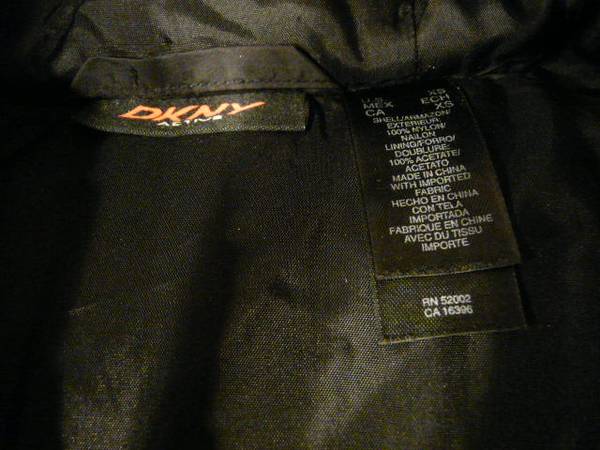 DKNY
ACTIVE
U.S. XS
MEX ECH
CA XS
SHELL/ARMAZON/
EXTERIEUR
100% NYLON/
NAILON
LINING/FORRO/
DOUBLURE:
100% ACETATE/
ACETATO
MADE IN CHINA
WITH IMPORTED
FABRIC
HECHO EN CHINA
CON TELA
IMPORTADA
FABRIQUE EN CHINE
AVEC DU TISSU
IMPORTE
RN 52002
CA 16396